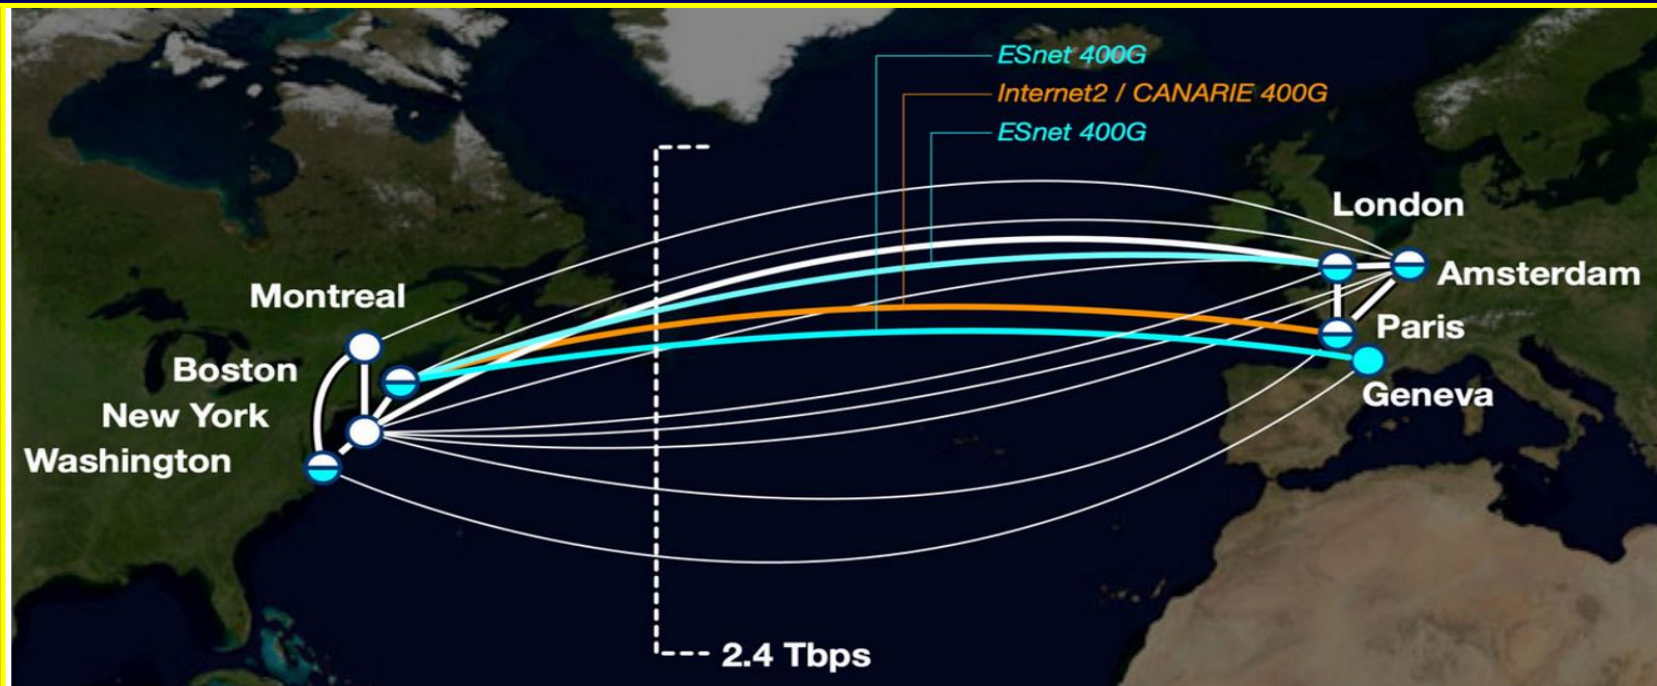 ESnet 400G
Internet2 / CANARIE 400G
ESnet 400G
London
Amsterdam
Montreal
Paris
Boston
Geneva
New York
Washington
2.4 Tbps